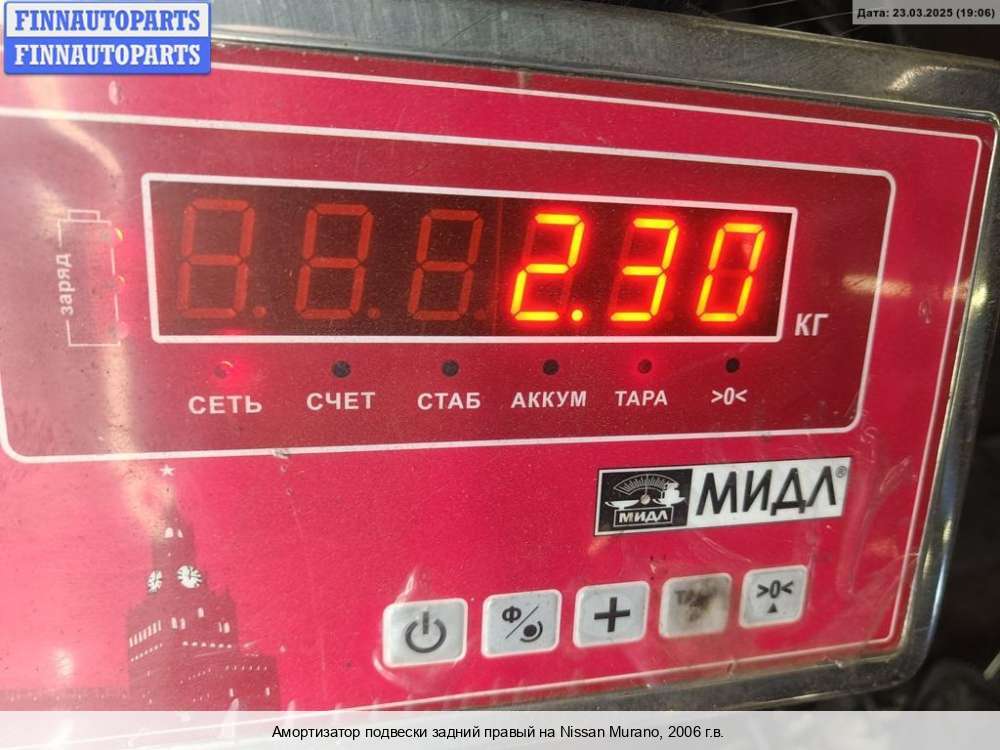 FINNAUTOPARTS
FINNAUTOPARTS
Дата: 23.03.2025 (19:06)
заряд
2.30
КГ
СЕТЬ СЧЕТ СТАБ АККУМ ТАРА >0<
МИДЛ МИДЛ®
Ф/ + >0<
Амортизатор подвески задний правый на Nissan Murano, 2006 г.в.